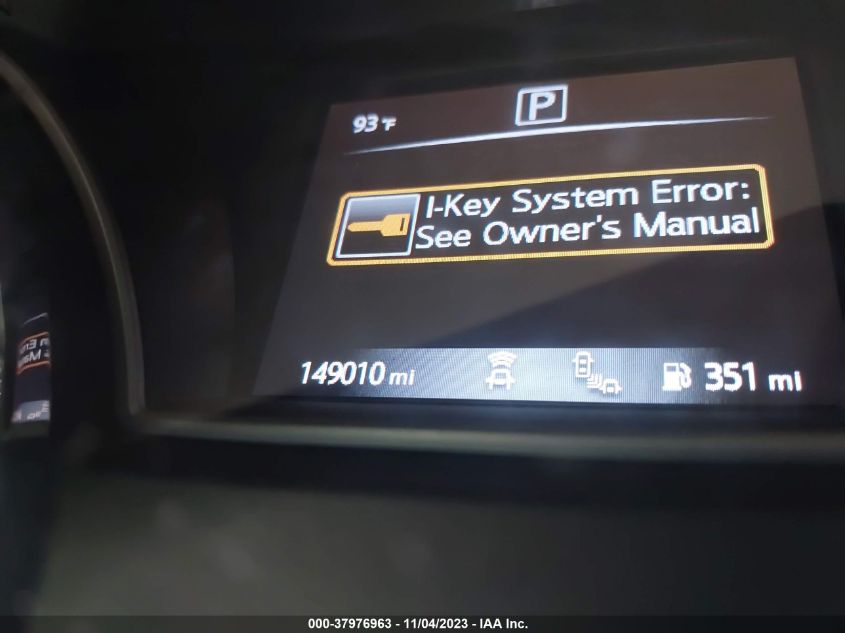 93°F
P
I-Key System Error:
See Owner's Manual
149010 mi
351 mi
000-37976963 - 11/04/2023 - IAA Inc.